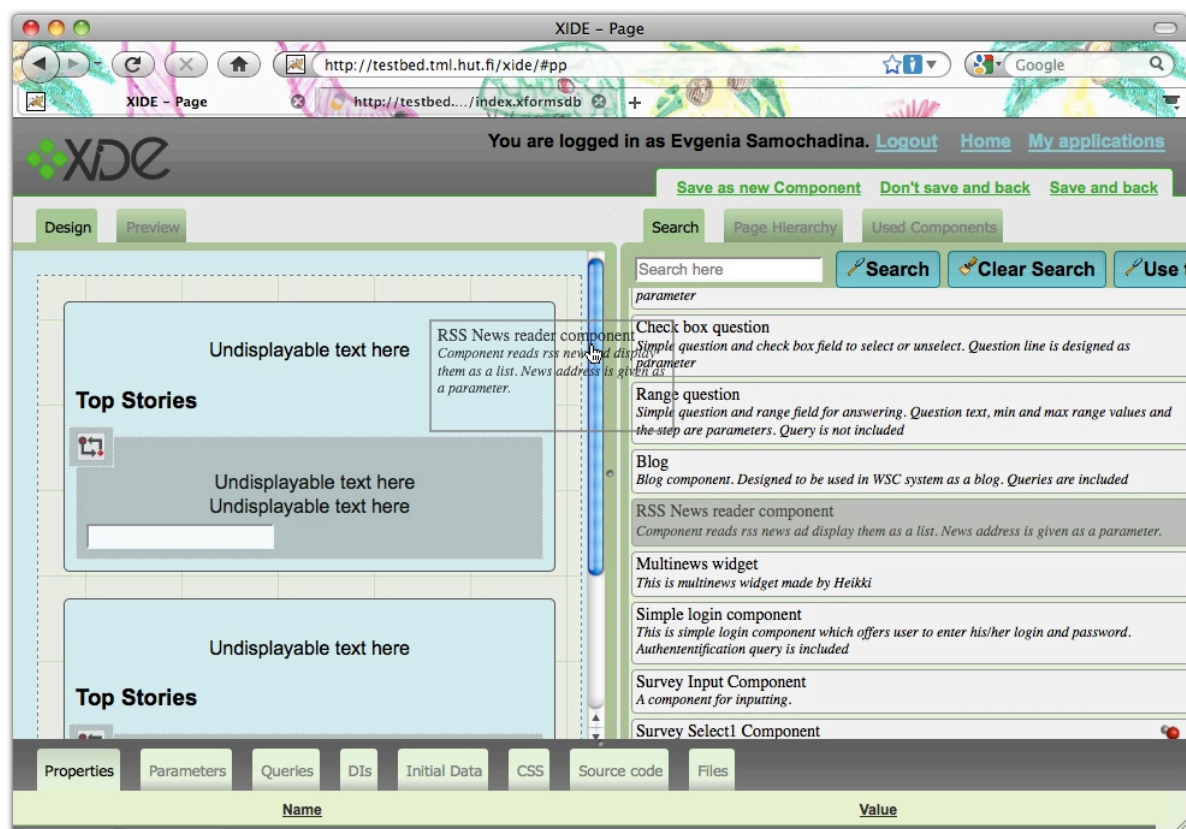 XIDE – Page
http://testbed.tml.hut.fi/xide/#pp
Google
XIDE – Page
http://testbed..../index.xformsdb
XIDE
You are logged in as Evgenia Samochadina. Logout Home My applications
Save as new Component Don't save and back Save and back
Design Preview
Search Page Hierarchy Used Components
Search here Search Clear Search Use
parameter
Check box question
Simple question and check box field to select or unselect. Question line is designed as
parameter
Range question
Simple question and range field for answering. Question text, min and max range values and
the step are parameters. Query is not included
Blog
Blog component. Designed to be used in WSC system as a blog. Queries are included
RSS News reader component
Component reads rss news ad display them as a list. News address is given as a parameter.
Multinews widget
This is multinews widget made by Heikki
Simple login component
This is simple login component which offers user to enter his/her login and password.
Authententification query is included
Survey Input Component
A component for inputting.
Survey Select1 Component
RSS News reader component
Component reads rss news ad display
them as a list. News address is given as
a parameter.
Undisplayable text here
Top Stories
Undisplayable text here
Undisplayable text here
Undisplayable text here
Top Stories
Properties Parameters Queries DIs Initial Data CSS Source code Files
Name Value